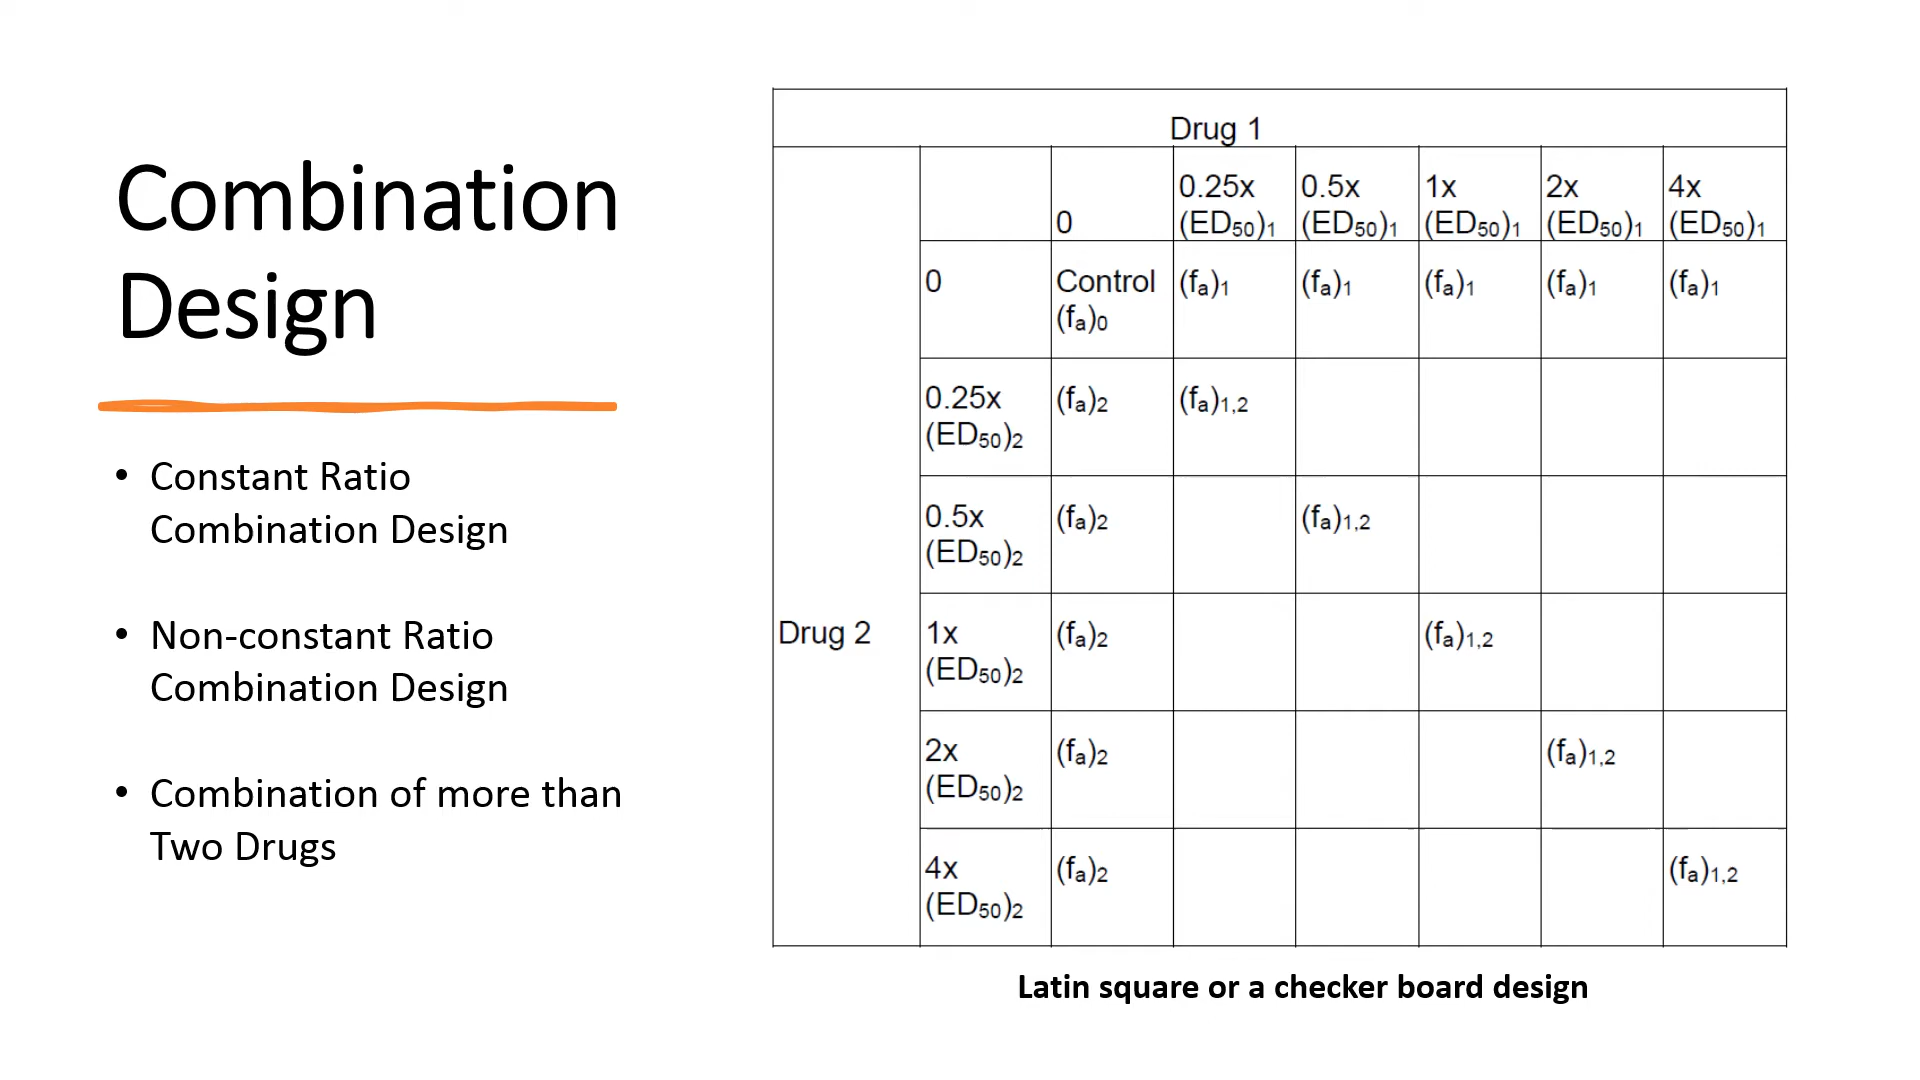 Combination
Design
• Constant Ratio
Combination Design
• Non-constant Ratio
Combination Design
• Combination of more than
Two Drugs
Drug 1
0 0.25x (ED₅₀)₁ 0.5x (ED₅₀)₁ 1x (ED₅₀)₁ 2x (ED₅₀)₁ 4x (ED₅₀)₁
0 Control (fₐ)₀ (fₐ)₁ (fₐ)₁ (fₐ)₁ (fₐ)₁ (fₐ)₁
0.25x (ED₅₀)₂ (fₐ)₂ (fₐ)₁,₂
0.5x (ED₅₀)₂ (fₐ)₂ (fₐ)₁,₂
Drug 2 1x (ED₅₀)₂ (fₐ)₂ (fₐ)₁,₂
2x (ED₅₀)₂ (fₐ)₂ (fₐ)₁,₂
4x (ED₅₀)₂ (fₐ)₂ (fₐ)₁,₂
Latin square or a checker board design